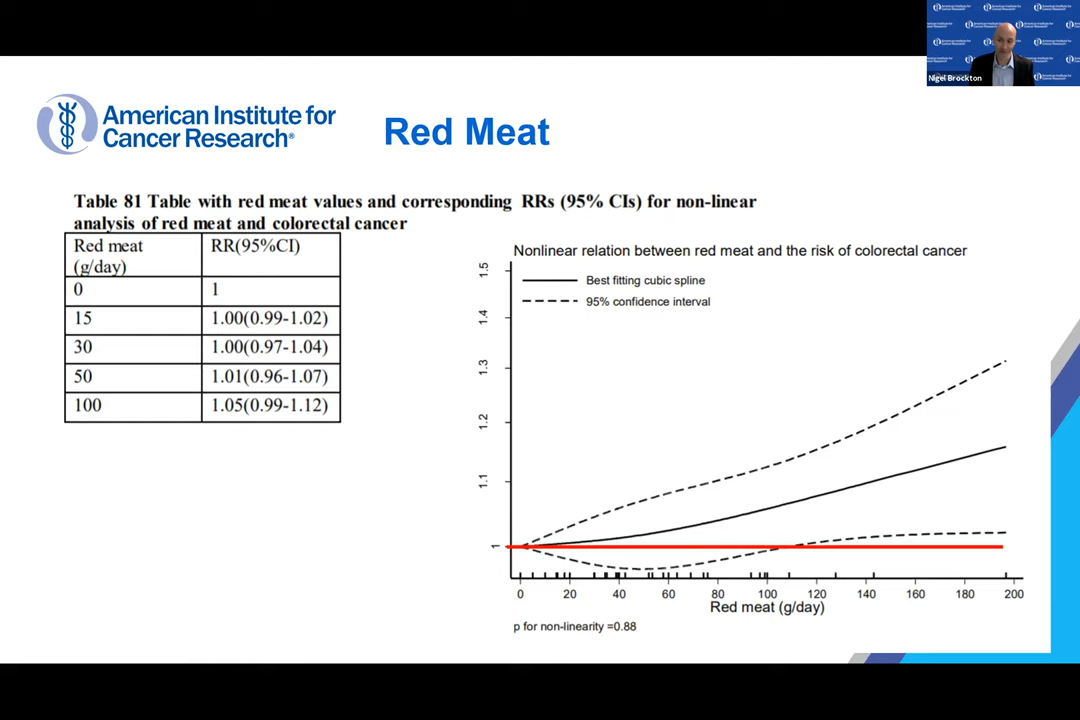 American Institute for
Cancer Research®
Red Meat
Nigel Brockton
Table 81 Table with red meat values and corresponding RRs (95% CIs) for non-linear
analysis of red meat and colorectal cancer
Red meat RR(95%CI)
(g/day)
0 1
15 1.00(0.99-1.02)
30 1.00(0.97-1.04)
50 1.01(0.96-1.07)
100 1.05(0.99-1.12)
Nonlinear relation between red meat and the risk of colorectal cancer
Best fitting cubic spline
95% confidence interval
1.5
1.4
1.3
1.2
1.1
1
0 20 40 60 80 100 120 140 160 180 200
Red meat (g/day)
p for non-linearity =0.88